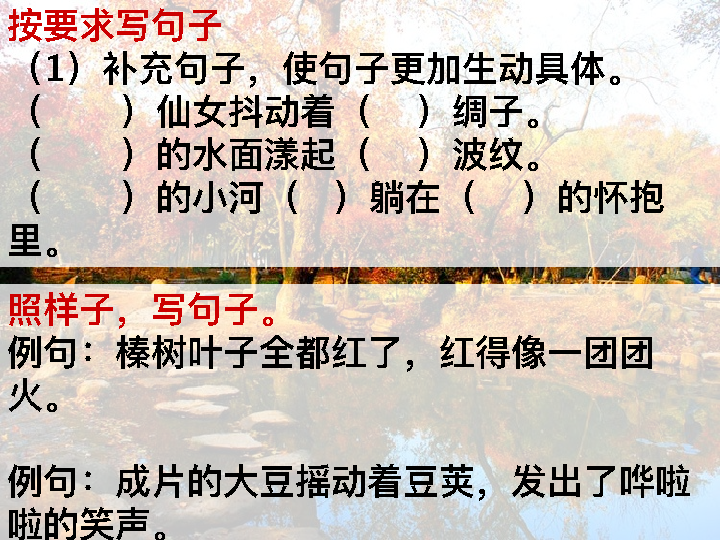 按要求写句子
（1）补充句子，使句子更加生动具体。
（　　）仙女抖动着（　）绸子。
（　　）的水面漾起（　）波纹。
（　　）的小河（　）躺在（　）的怀抱
里。
照样子，写句子。
例句：榛树叶子全都红了，红得像一团团
火。
例句：成片的大豆摇动着豆荚，发出了哗啦
啦的笑声。